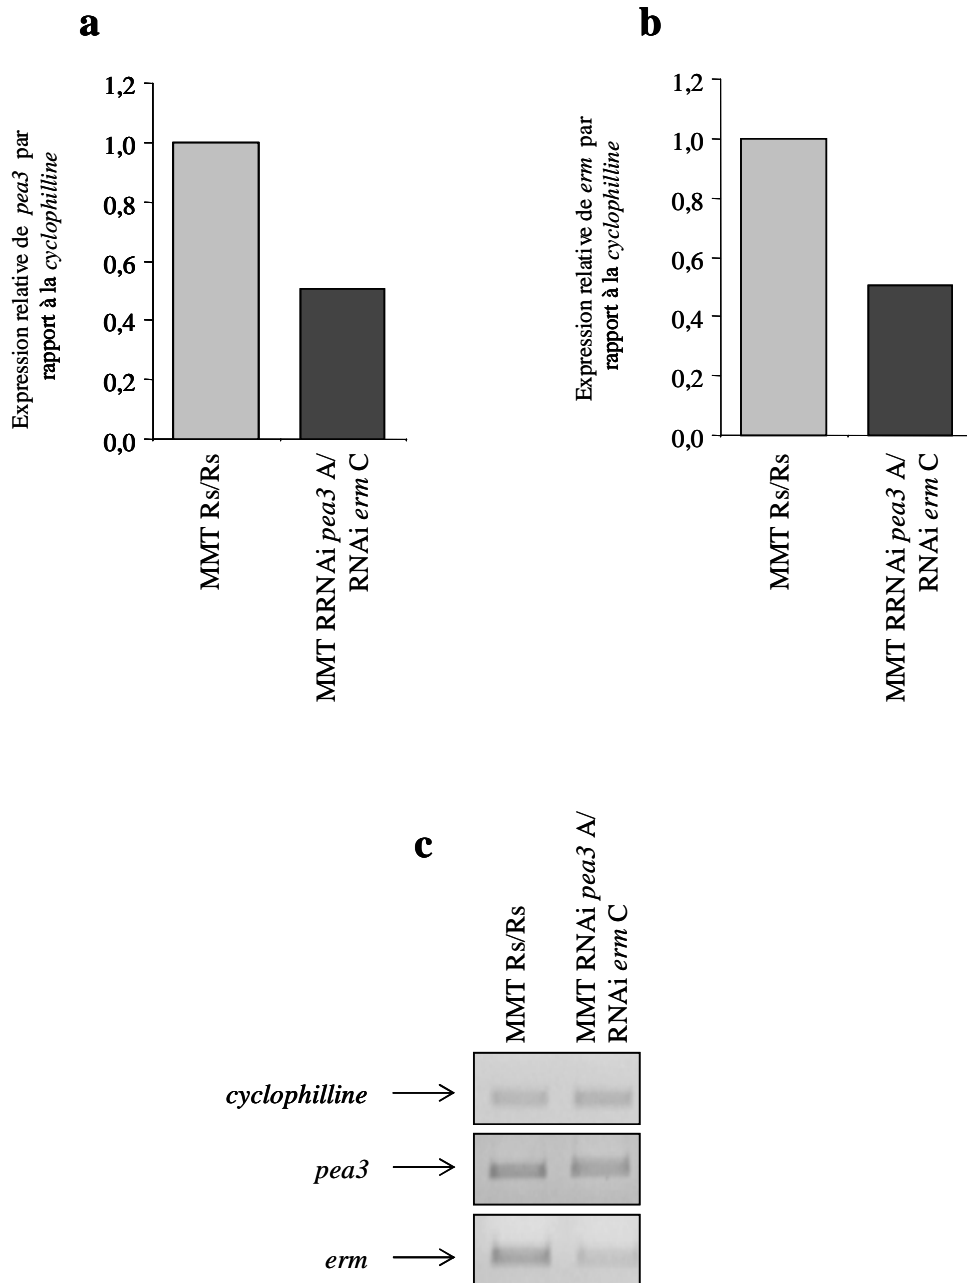 a
Expression relative de pea3 par
rapport à la cyclophilline
1,2
1,0
0,8
0,6
0,4
0,2
0,0
MMT Rs/Rs
MMT RRNAi pea3 A/
RNAi erm C
b
Expression relative de erm par
rapport à la cyclophilline
1,2
1,0
0,8
0,6
0,4
0,2
0,0
MMT Rs/Rs
MMT RRNAi pea3 A/
RNAi erm C
c
MMT Rs/Rs
MMT RNAi pea3 A/
RNAi erm C
cyclophilline
pea3
erm